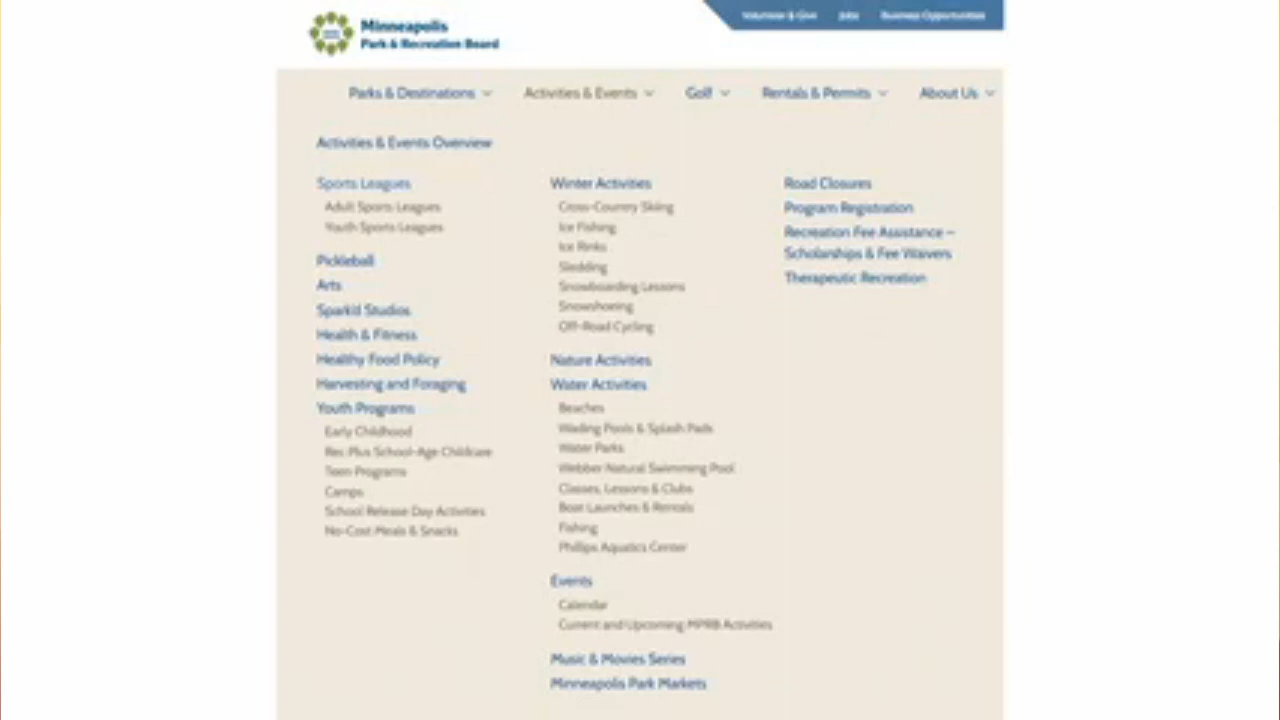 Volunteer & Give Jobs Business Opportunities
Minneapolis
Park & Recreation Board
Parks & Destinations Activities & Events Golf Rentals & Permits About Us
Activities & Events Overview
Sports Leagues
Adult Sports Leagues
Youth Sports Leagues
Pickleball
Arts
Spark'd Studios
Health & Fitness
Healthy Food Policy
Harvesting and Foraging
Youth Programs
Early Childhood
Rec Plus School-Age Childcare
Teen Programs
Camps
School Release Day Activities
No-Cost Meals & Snacks
Winter Activities
Cross-Country Skiing
Ice Fishing
Ice Rinks
Sledding
Snowboarding Lessons
Snowshoeing
Off-Road Cycling
Nature Activities
Water Activities
Beaches
Wading Pools & Splash Pads
Water Parks
Webber Natural Swimming Pool
Classes, Lessons & Clubs
Boat Launches & Rentals
Fishing
Phillips Aquatics Center
Events
Calendar
Current and Upcoming MPRB Activities
Music & Movies Series
Minneapolis Park Markets
Road Closures
Program Registration
Recreation Fee Assistance –
Scholarships & Fee Waivers
Therapeutic Recreation